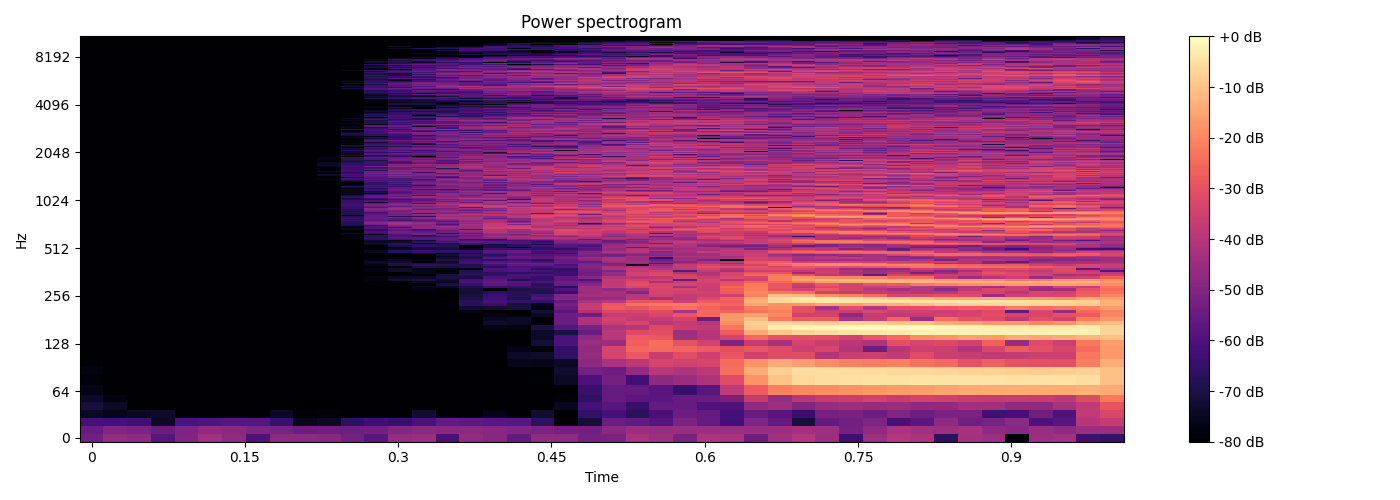 Power spectrogram
8192
4096
2048
1024
512
256
128
64
0
Hz
0
0.15
0.3
0.45
0.6
0.75
0.9
Time
+0 dB
-10 dB
-20 dB
-30 dB
-40 dB
-50 dB
-60 dB
-70 dB
-80 dB